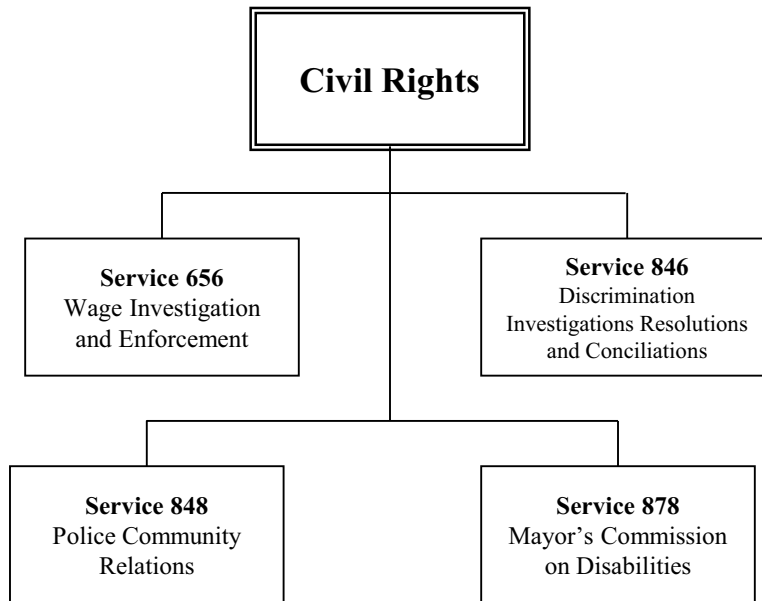 Civil Rights
Service 656
Wage Investigation
and Enforcement
Service 846
Discrimination
Investigations Resolutions
and Conciliations
Service 848
Police Community
Relations
Service 878
Mayor’s Commission
on Disabilities